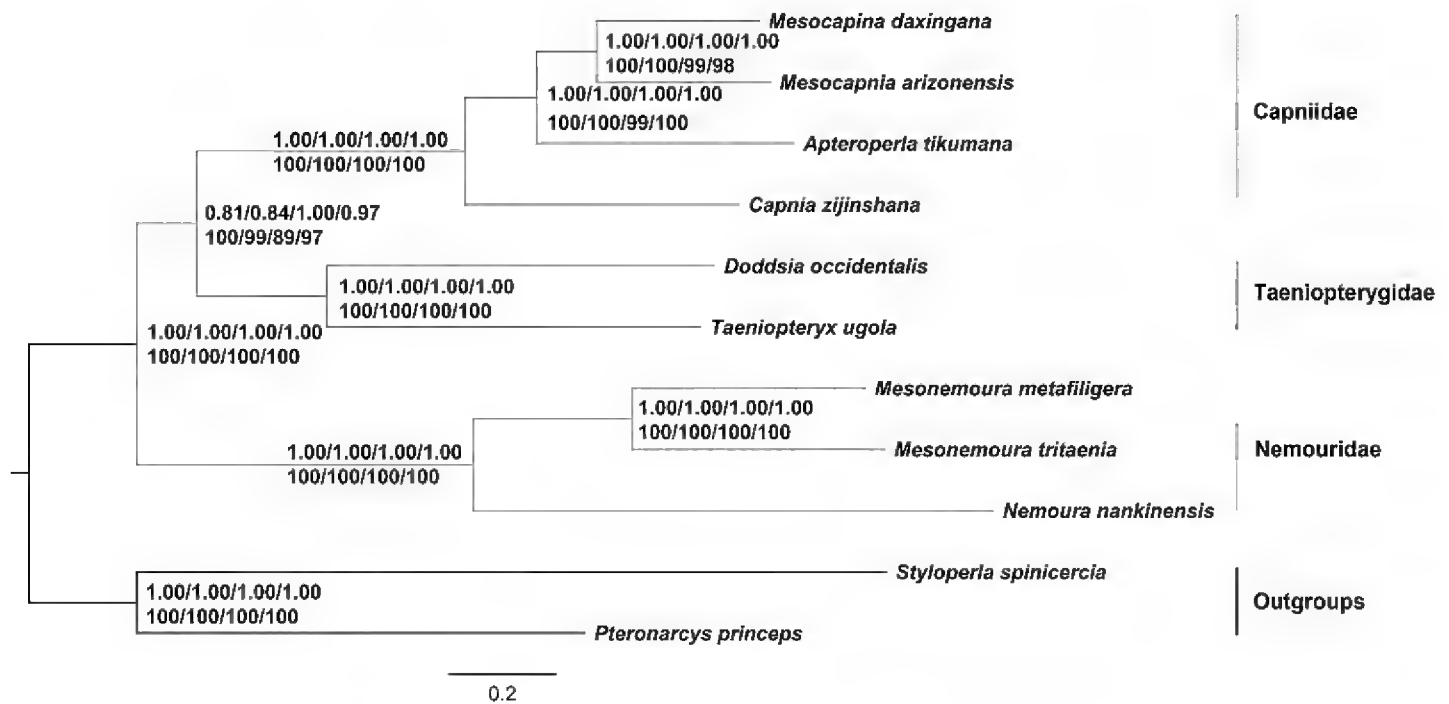 Mesocapina daxingana
1.00/1.00/1.00/1.00
100/100/99/98
Mesocapnia arizonensis
1.00/1.00/1.00/1.00
100/100/99/100
Apteroperla tikumana
Capniidae
1.00/1.00/1.00/1.00
100/100/100/100
Capnia zijinshana
0.81/0.84/1.00/0.97
100/99/89/97
Doddsia occidentalis
1.00/1.00/1.00/1.00
100/100/100/100
Taeniopteryx ugola
Taeniopterygidae
1.00/1.00/1.00/1.00
100/100/100/100
Mesonemoura metafiligera
1.00/1.00/1.00/1.00
100/100/100/100
Mesonemoura tritaenia
Nemouridae
1.00/1.00/1.00/1.00
100/100/100/100
Nemoura nankinensis
Styloperla spinicercia
1.00/1.00/1.00/1.00
100/100/100/100
Outgroups
Pteronarcys princeps
0.2